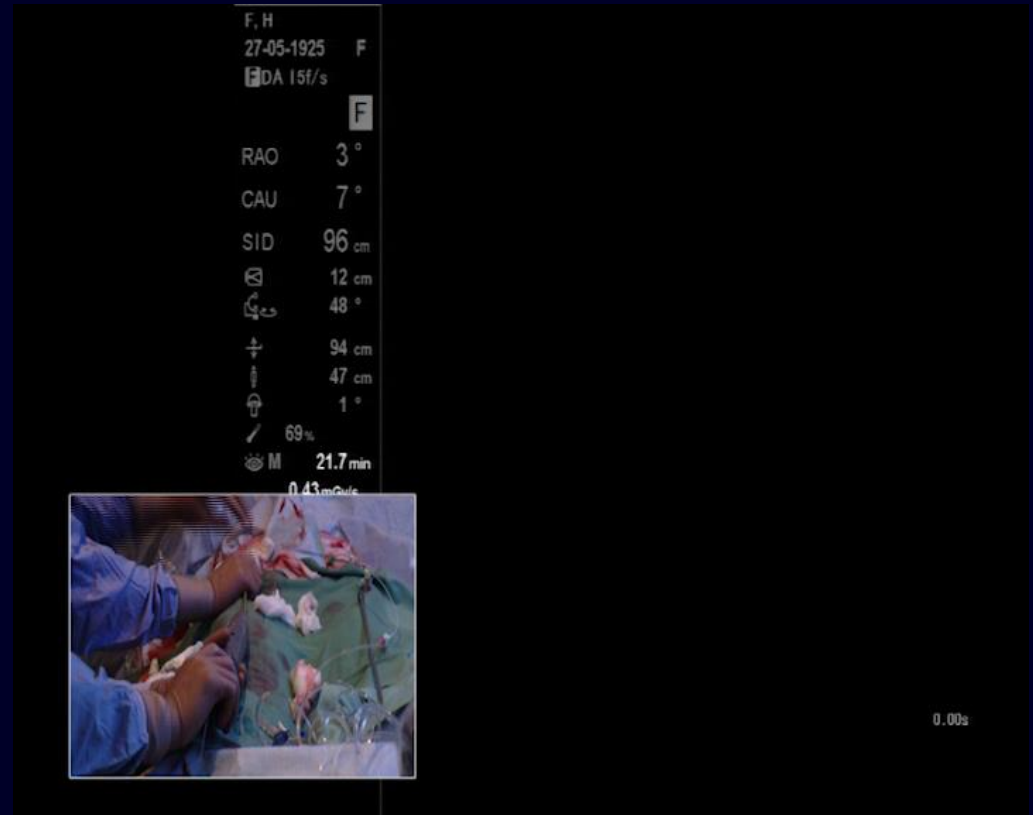 F, H
27-05-1925 F
FDA 15f/s
F
RAO 3 °
CAU 7 °
SID 96 cm
12 cm
48 °
94 cm
47 cm
1 °
69%
M 21.7 min
0.43 mGy/s
0.00s